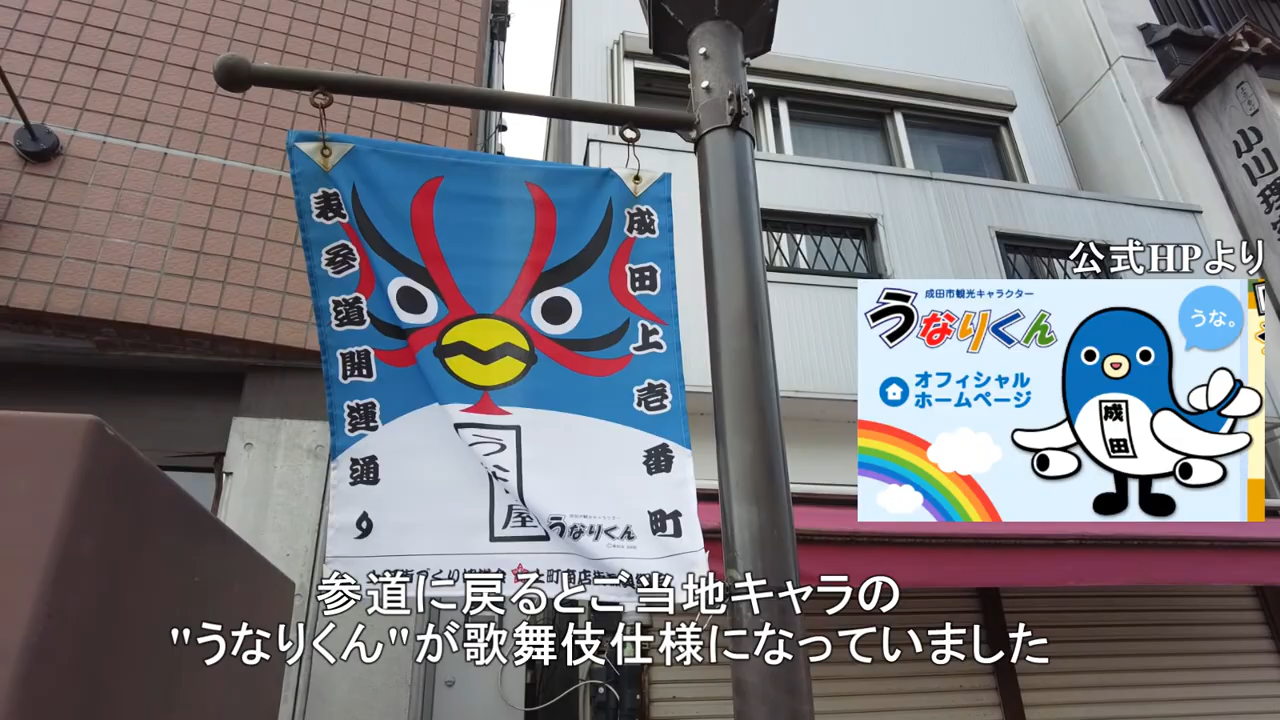 成田上壱番町
表参道開運通り
うなりくん
小川
公式HPより
成田市観光キャラクター
うなりくん
うな。
オフィシャル
ホームページ
成田
参道に戻るとご当地キャラの
"うなりくん"が歌舞伎仕様になっていました